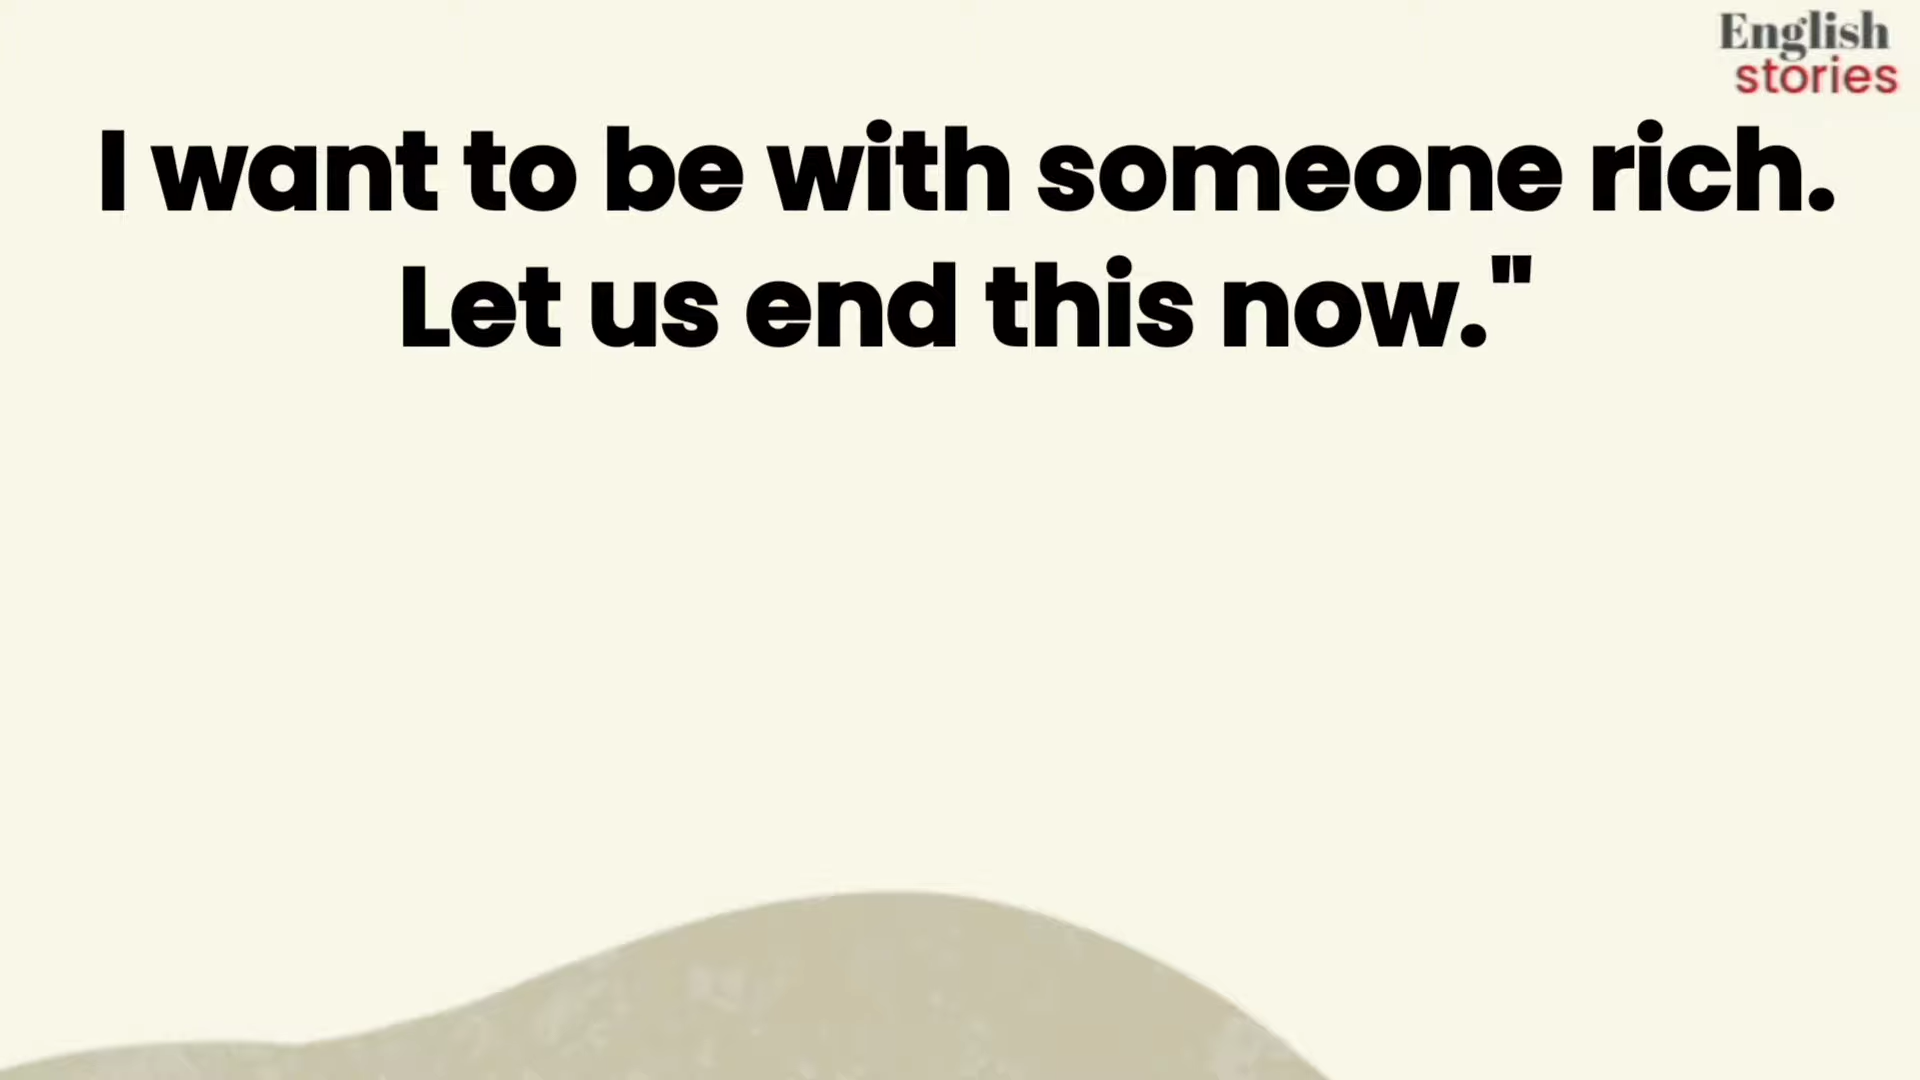 English
stories
I want to be with someone rich.
Let us end this now."